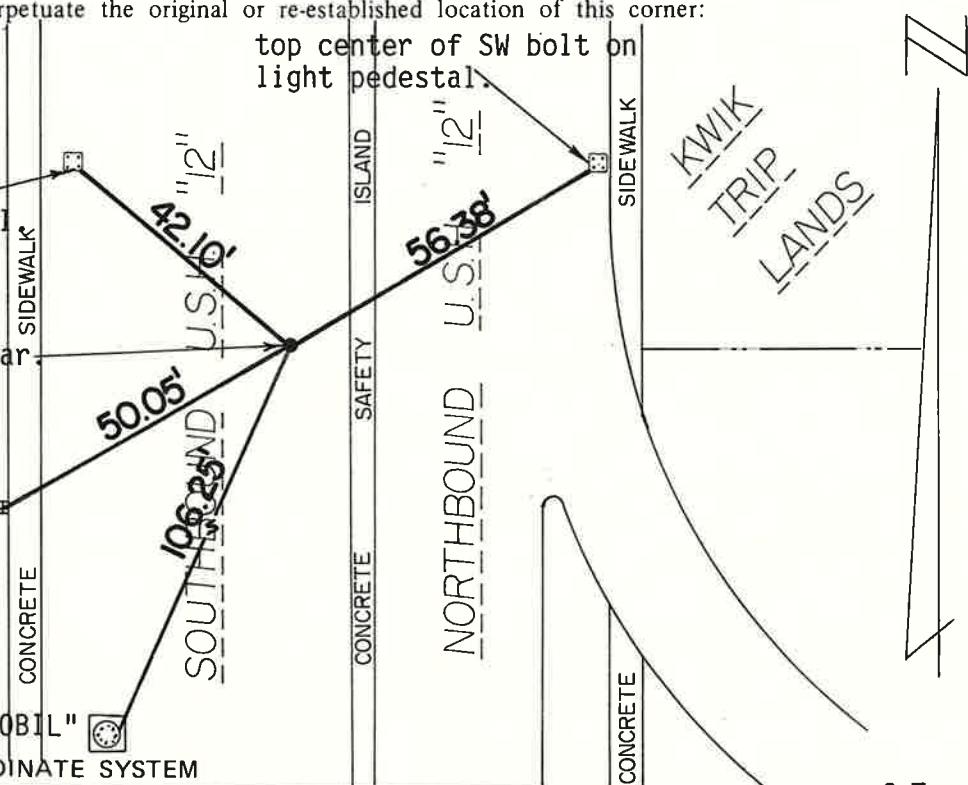 rpetuate the original or re-established location of this corner:
top center of SW bolt on
light pedestal.
KWIK
TRIP
LANDS
N
SIDEWALK
ISLAND
SAFETY
CONCRETE
SIDEWALK
CONCRETE
SOUTHBOUND U.S.H. "12"
NORTHBOUND U.S.H. "12"
42.10'
56.38'
ar.
50.05'
106.25'
CONCRETE
OBIL"
DINATE SYSTEM